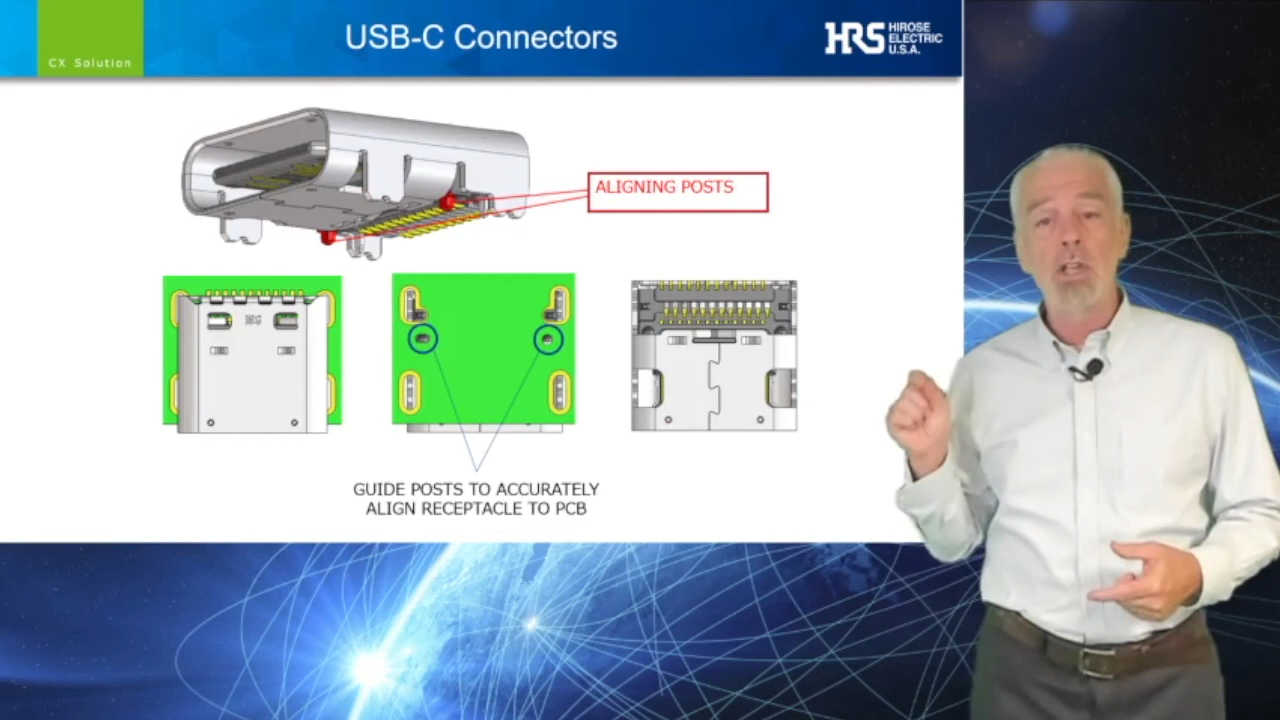 CX Solution
USB-C Connectors
HRS
HIROSE
ELECTRIC
U.S.A.
ALIGNING POSTS
GUIDE POSTS TO ACCURATELY
ALIGN RECEPTACLE TO PCB